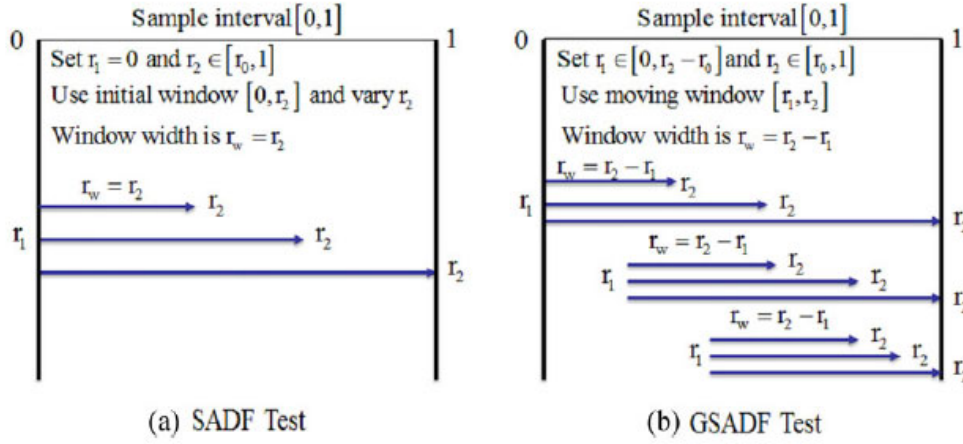 Sample interval [0,1]
0 1
Set r₁ = 0 and r₂ ∈ [r₀,1]
Use initial window [0,r₂] and vary r₂
Window width is r_w = r₂
r_w = r₂
r₂
r₁
r₂
r₂
(a) SADF Test
Sample interval [0,1]
0 1
Set r₁ ∈ [0,r₂ − r₀] and r₂ ∈ [r₀,1]
Use moving window [r₁,r₂]
Window width is r_w = r₂ − r₁
r_w = r₂ − r₁
r₂
r₁
r₂
r_w = r₂ − r₁
r₂
r₁
r₂
r_w = r₂ − r₁
r₂
r₁
r₂
(b) GSADF Test